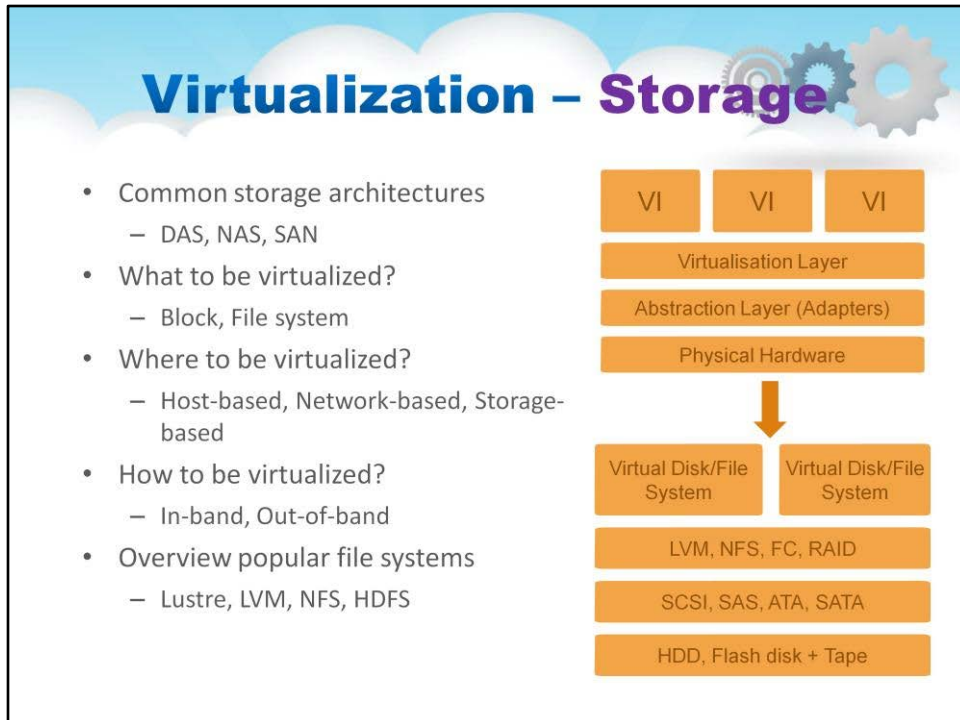 Virtualization – Storage
• Common storage architectures
– DAS, NAS, SAN
• What to be virtualized?
– Block, File system
• Where to be virtualized?
– Host-based, Network-based, Storage-
based
• How to be virtualized?
– In-band, Out-of-band
• Overview popular file systems
– Lustre, LVM, NFS, HDFS
VI VI VI
Virtualisation Layer
Abstraction Layer (Adapters)
Physical Hardware
Virtual Disk/File
System
Virtual Disk/File
System
LVM, NFS, FC, RAID
SCSI, SAS, ATA, SATA
HDD, Flash disk + Tape